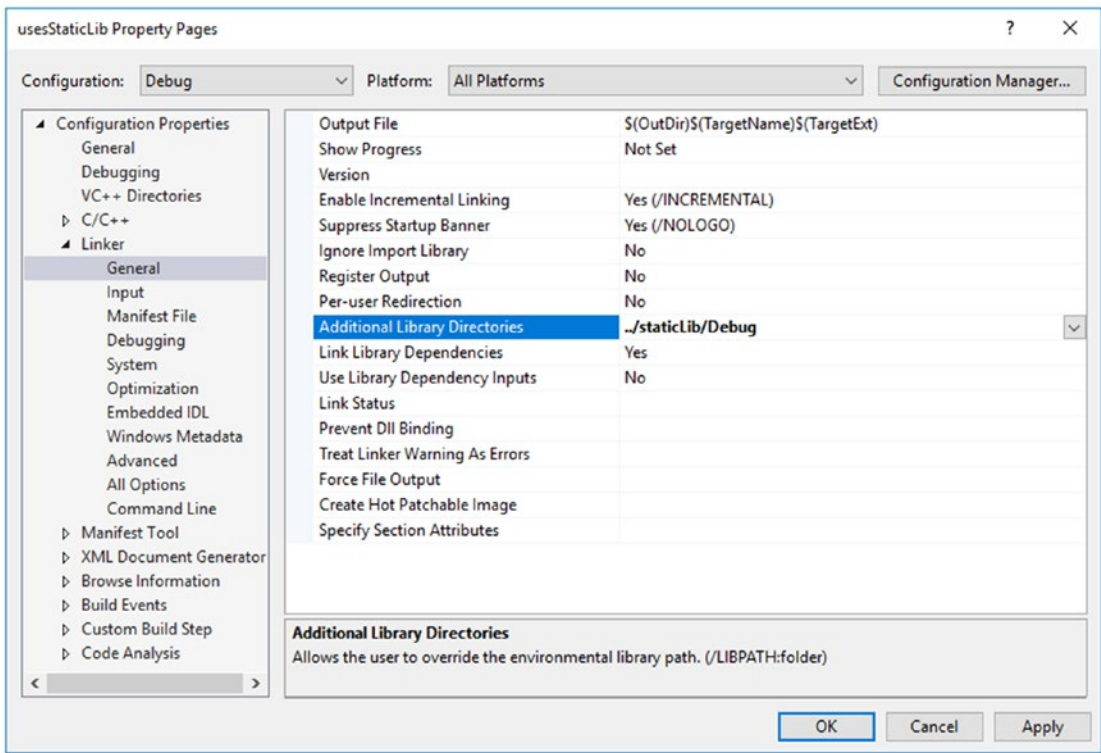 usesStaticLib Property Pages ? ×
Configuration: Debug Platform: All Platforms Configuration Manager...
Configuration Properties
General
Debugging
VC++ Directories
C/C++
Linker
General
Input
Manifest File
Debugging
System
Optimization
Embedded IDL
Windows Metadata
Advanced
All Options
Command Line
Manifest Tool
XML Document Generator
Browse Information
Build Events
Custom Build Step
Code Analysis
Output File $(OutDir)$(TargetName)$(TargetExt)
Show Progress Not Set
Version
Enable Incremental Linking Yes (/INCREMENTAL)
Suppress Startup Banner Yes (/NOLOGO)
Ignore Import Library No
Register Output No
Per-user Redirection No
Additional Library Directories ../staticLib/Debug
Link Library Dependencies Yes
Use Library Dependency Inputs No
Link Status
Prevent Dll Binding
Treat Linker Warning As Errors
Force File Output
Create Hot Patchable Image
Specify Section Attributes
Additional Library Directories
Allows the user to override the environmental library path. (/LIBPATH:folder)
OK Cancel Apply